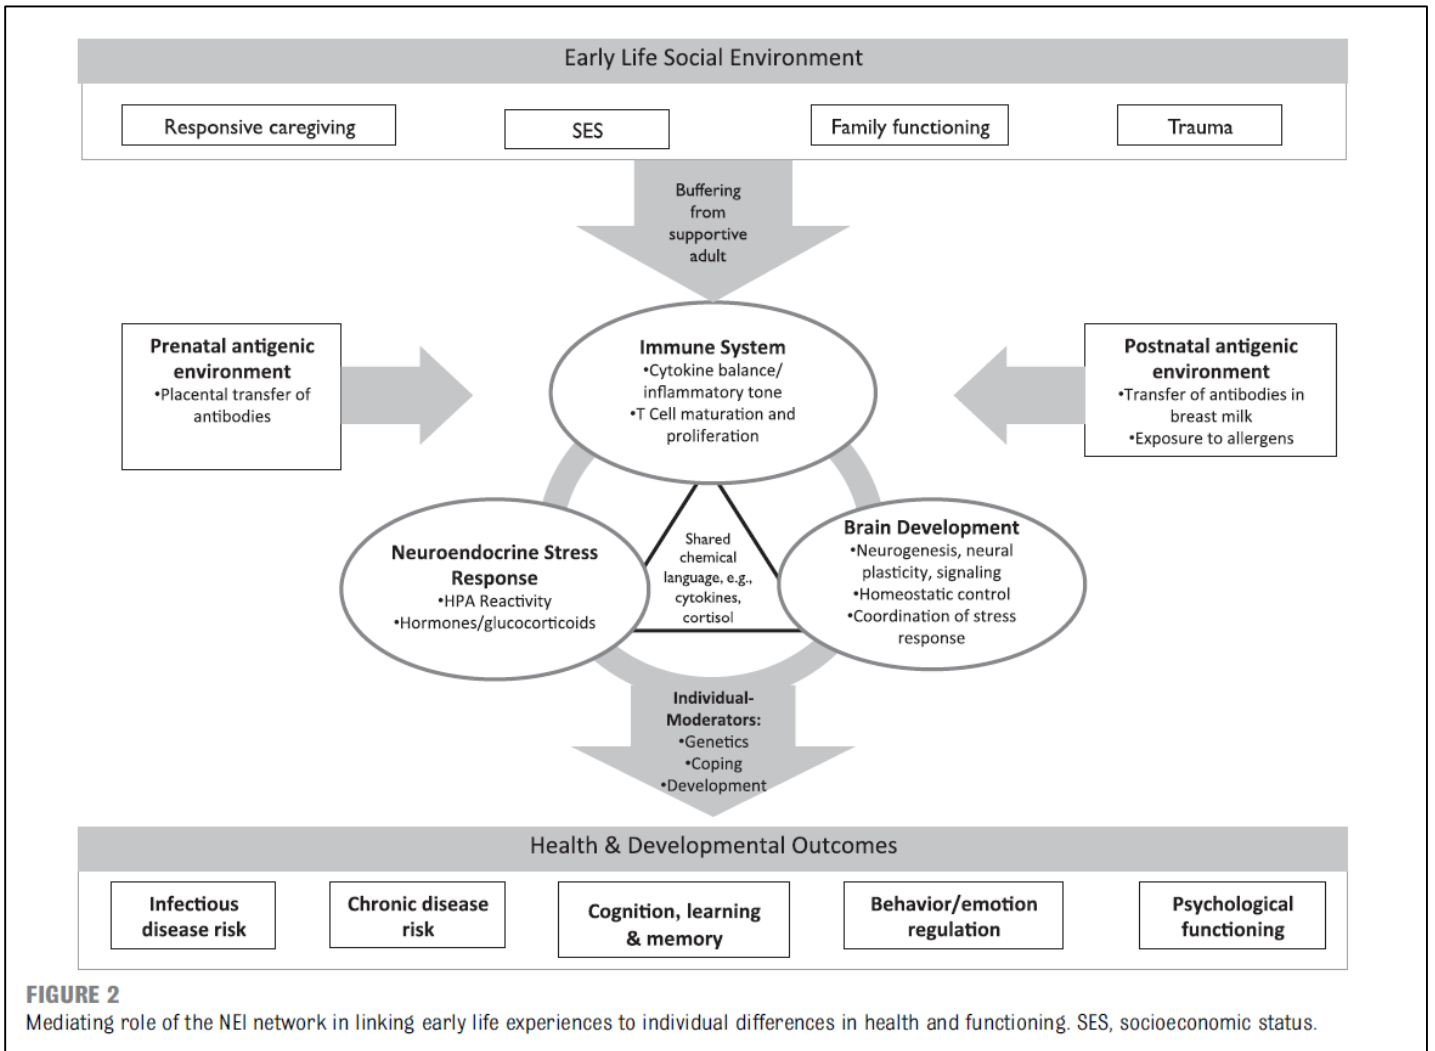 Early Life Social Environment
Responsive caregiving
SES
Family functioning
Trauma
Buffering
from
supportive
adult
Prenatal antigenic
environment
•Placental transfer of
antibodies
Immune System
•Cytokine balance/
inflammatory tone
•T Cell maturation and
proliferation
Postnatal antigenic
environment
•Transfer of antibodies in
breast milk
•Exposure to allergens
Neuroendocrine Stress
Response
•HPA Reactivity
•Hormones/glucocorticoids
Shared
chemical
language, e.g.,
cytokines,
cortisol
Brain Development
•Neurogenesis, neural
plasticity, signaling
•Homeostatic control
•Coordination of stress
response
Individual-
Moderators:
•Genetics
•Coping
•Development
Health & Developmental Outcomes
Infectious
disease risk
Chronic disease
risk
Cognition, learning
& memory
Behavior/emotion
regulation
Psychological
functioning
FIGURE 2
Mediating role of the NEI network in linking early life experiences to individual differences in health and functioning. SES, socioeconomic status.